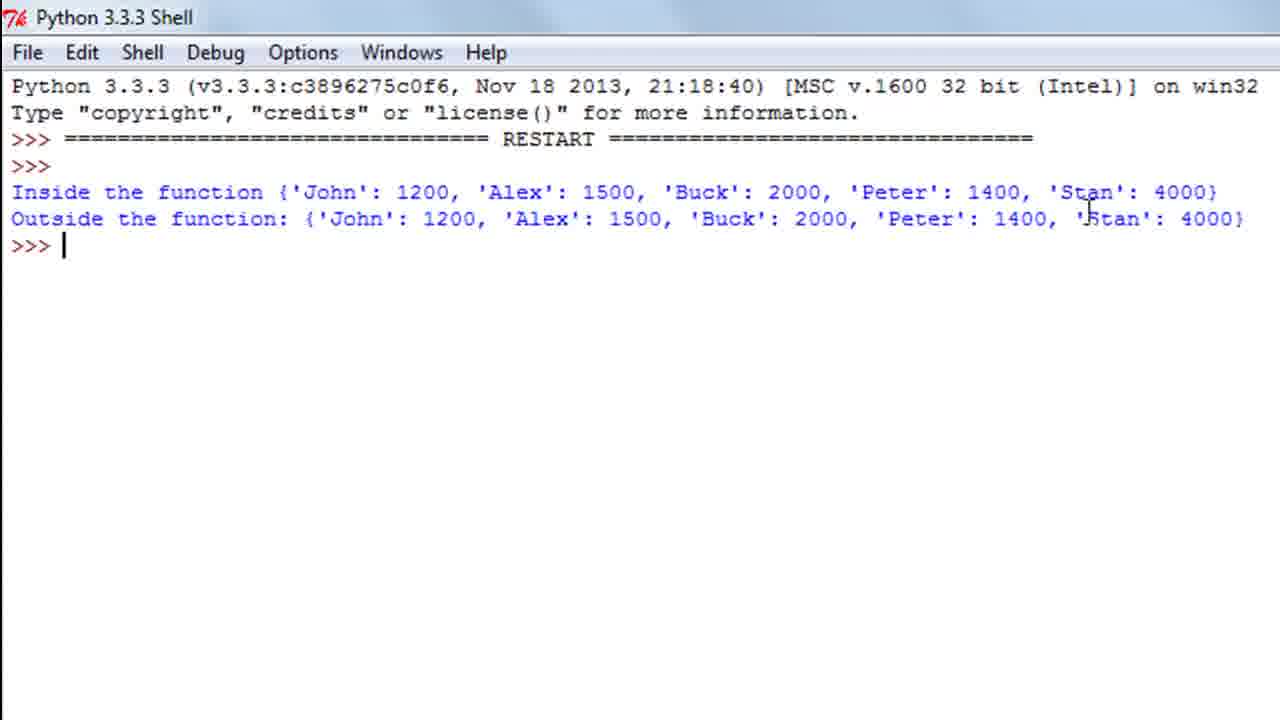 Python 3.3.3 Shell
File Edit Shell Debug Options Windows Help
Python 3.3.3 (v3.3.3:c3896275c0f6, Nov 18 2013, 21:18:40) [MSC v.1600 32 bit (Intel)] on win32
Type "copyright", "credits" or "license()" for more information.
>>> ================================ RESTART ================================
>>>
Inside the function {'John': 1200, 'Alex': 1500, 'Buck': 2000, 'Peter': 1400, 'Stan': 4000}
Outside the function: {'John': 1200, 'Alex': 1500, 'Buck': 2000, 'Peter': 1400, 'Stan': 4000}
>>>